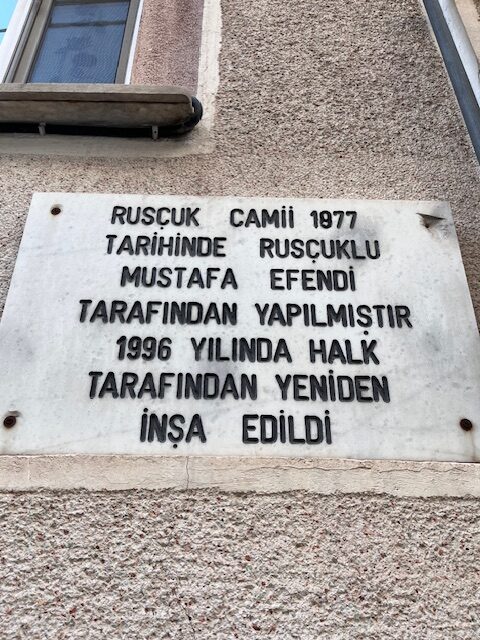 RUSÇUK CAMİİ 1977
TARİHİNDE RUSÇUKLU
MUSTAFA EFENDİ
TARAFINDAN YAPILMIŞTIR
1996 YILINDA HALK
TARAFINDAN YENİDEN
İNŞA EDİLDİ